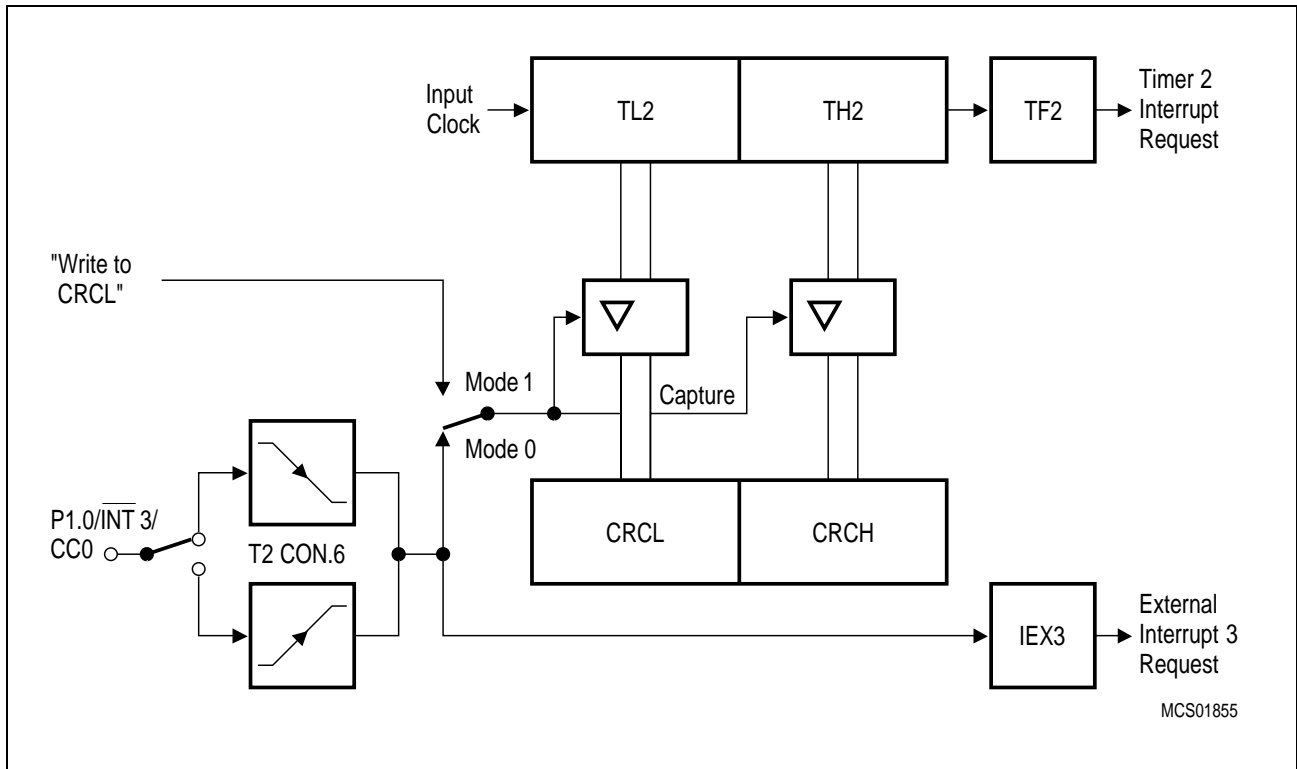 Input
Clock
TL2
TH2
TF2
Timer 2
Interrupt
Request
"Write to
CRCL"
Mode 1
Capture
Mode 0
P1.0/INT 3/
CC0
T2 CON.6
CRCL
CRCH
IEX3
External
Interrupt 3
Request
MCS01855